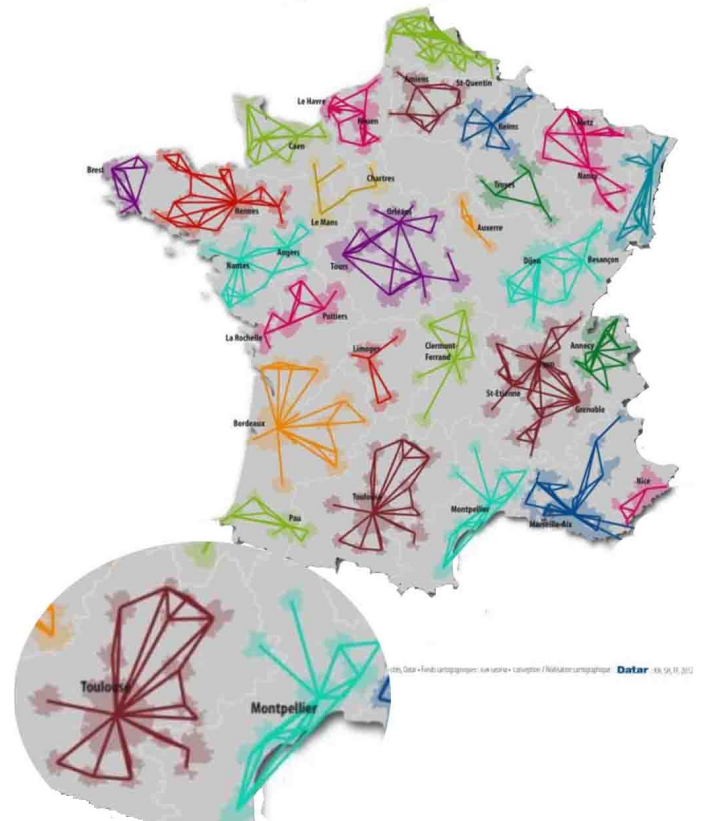 Amiens
St-Quentin
Le Havre
Rouen
Reims
Metz
Caen
Brest
Chartres
Troyes
Nancy
Rennes
Le Mans
Orléans
Auxerre
Nantes
Angers
Tours
Dijon
Besançon
Poitiers
La Rochelle
Limoges
Clermont-
Ferrand
Annecy
St-Etienne
Grenoble
Bordeaux
Toulouse
Montpellier
Nice
Pau
Marseille-Aix
Datar
Toulouse
Montpellier